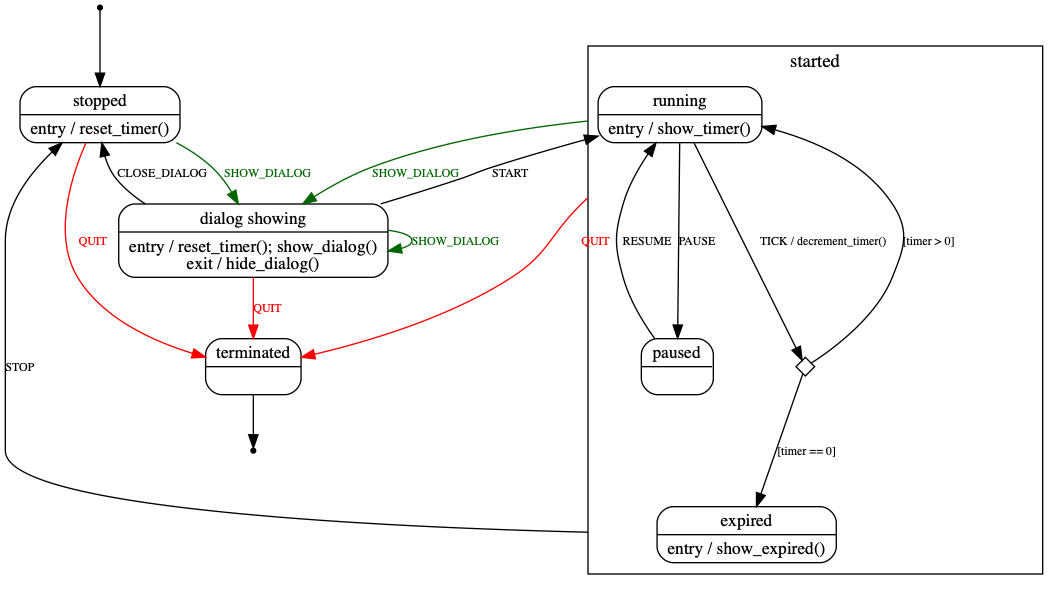 started
stopped
entry / reset_timer()
running
entry / show_timer()
CLOSE_DIALOG
SHOW_DIALOG
SHOW_DIALOG
START
dialog showing
entry / reset_timer(); show_dialog()
exit / hide_dialog()
SHOW_DIALOG
QUIT
QUIT
RESUME
PAUSE
TICK / decrement_timer()
[timer > 0]
QUIT
terminated
paused
STOP
[timer == 0]
expired
entry / show_expired()